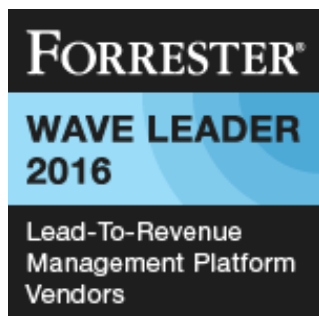 FORRESTER®
WAVE LEADER
2016
Lead-To-Revenue
Management Platform
Vendors